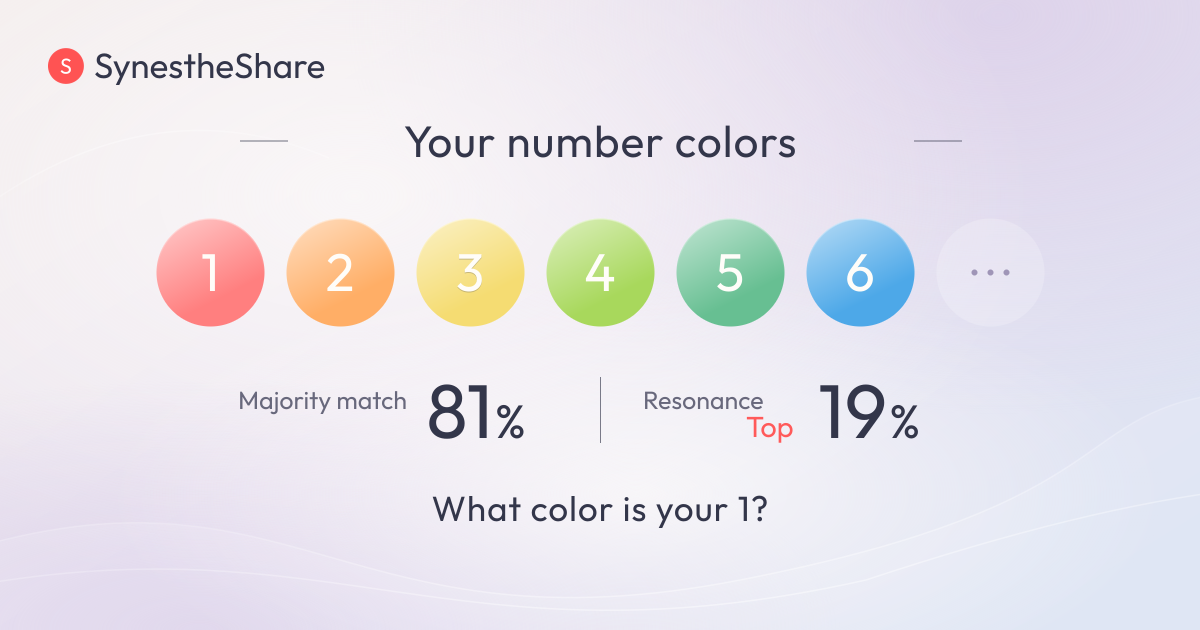 S SynestheShare
Your number colors
1 2 3 4 5 6 ...
Majority match 81% Resonance Top 19%
What color is your 1?